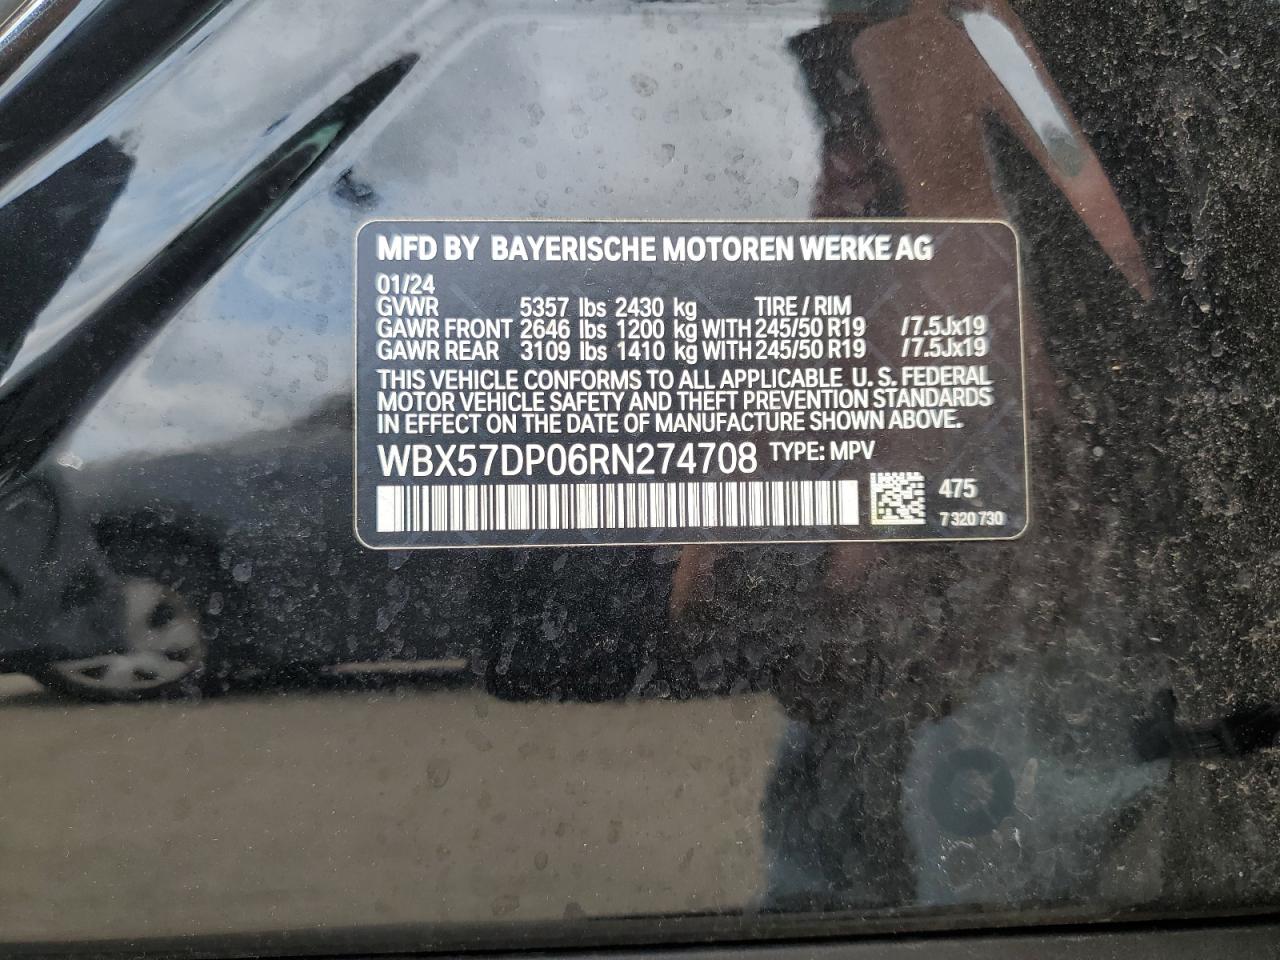 MFD BY BAYERISCHE MOTOREN WERKE AG
01/24
GVWR 5357 lbs 2430 kg TIRE / RIM
GAWR FRONT 2646 lbs 1200 kg WITH 245/50 R19 /7.5Jx19
GAWR REAR 3109 lbs 1410 kg WITH 245/50 R19 /7.5Jx19
THIS VEHICLE CONFORMS TO ALL APPLICABLE U.S. FEDERAL
MOTOR VEHICLE SAFETY AND THEFT PREVENTION STANDARDS
IN EFFECT ON THE DATE OF MANUFACTURE SHOWN ABOVE.
WBX57DP06RN274708 TYPE: MPV
475
7 320 730